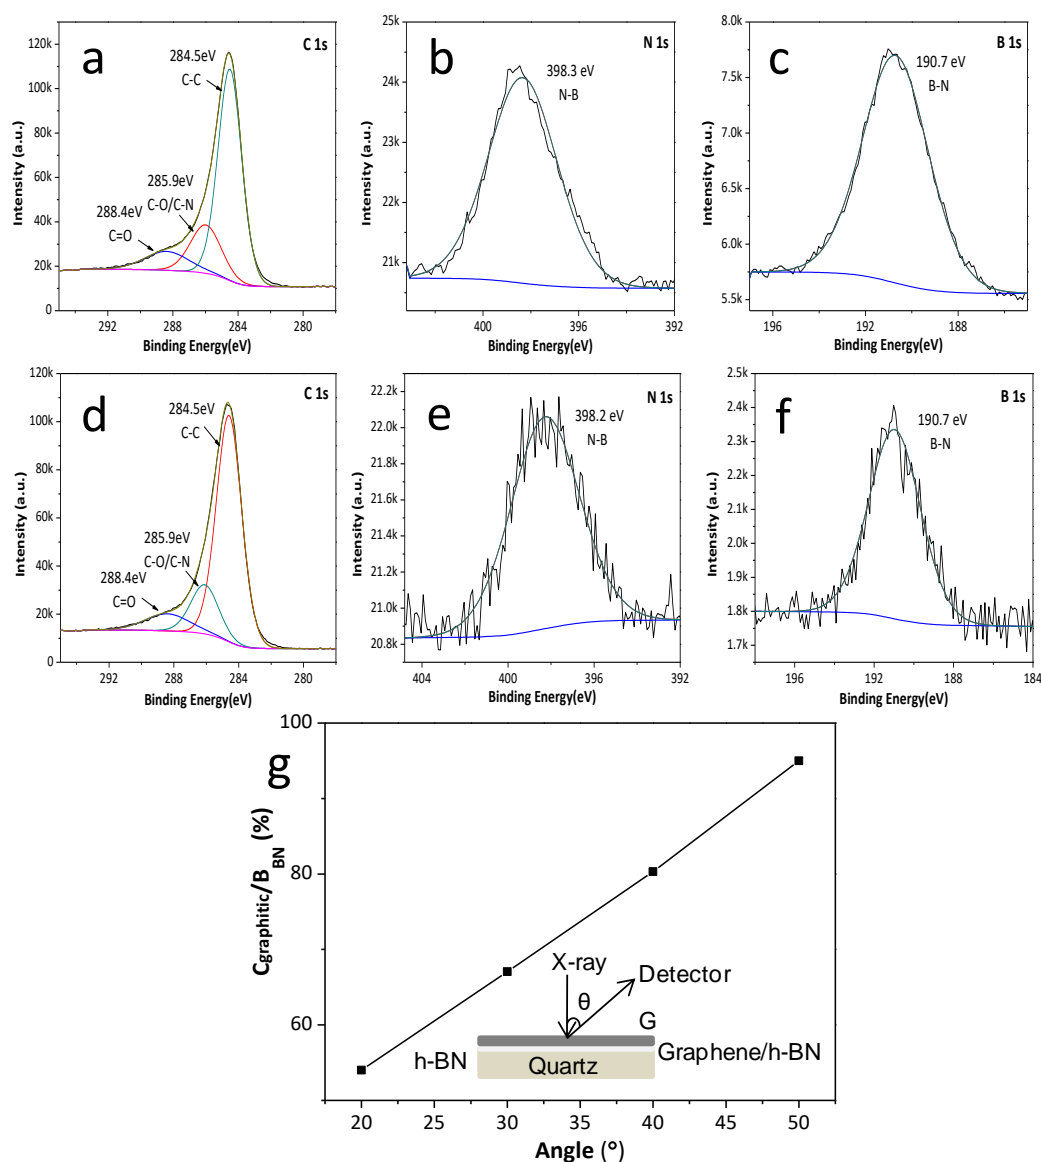 a
C 1s
284.5eV
C-C
285.9eV
C-O/C-N
288.4eV
C=O
120k
100k
80k
60k
40k
20k
0
292
288
284
280
Intensity (a.u.)
Binding Energy(eV)
b
N 1s
398.3 eV
N-B
24k
23k
22k
21k
400
396
392
Intensity (a.u.)
Binding Energy(eV)
c
B 1s
190.7 eV
B-N
8.0k
7.5k
7.0k
6.5k
6.0k
5.5k
196
192
188
Intensity (a.u.)
Binding Energy(eV)
d
C 1s
284.5eV
C-C
285.9eV
C-O/C-N
288.4eV
C=O
120k
100k
80k
60k
40k
20k
0
292
288
284
280
Intensity (a.u.)
Binding Energy(eV)
e
N 1s
398.2 eV
N-B
22.2k
22.0k
21.8k
21.6k
21.4k
21.2k
21.0k
20.8k
404
400
396
392
Intensity (a.u.)
Binding Energy(eV)
f
B 1s
190.7 eV
B-N
2.5k
2.4k
2.3k
2.2k
2.1k
2.0k
1.9k
1.8k
1.7k
196
192
188
184
Intensity (a.u.)
Binding Energy(eV)
g
100
80
60
Cgraphitic/BBN (%)
X-ray
Detector
θ
G
h-BN
Graphene/h-BN
Quartz
20
25
30
35
40
45
50
Angle (°)